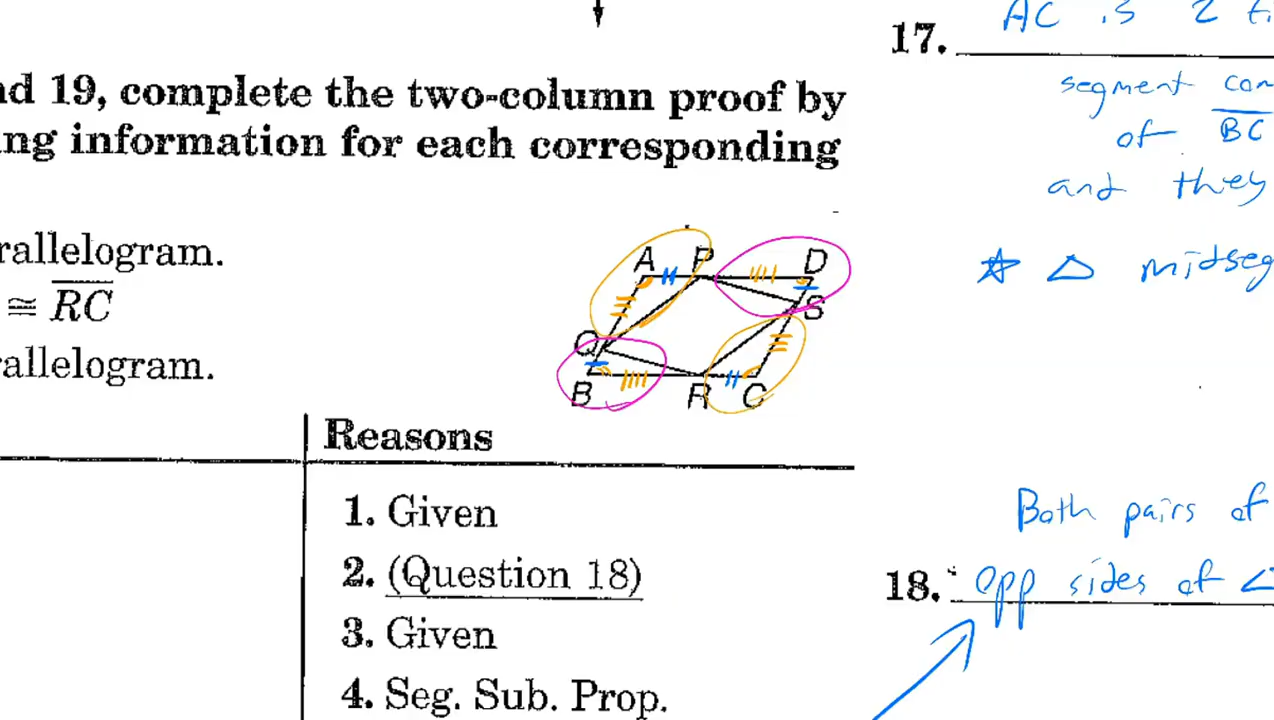 AC is 2
17.
nd 19, complete the two-column proof by
segment
ng information for each corresponding
of BC
and they
rallelogram.
A P D
☆ △ midseg
≅ RC
S
Q
allelogram.
B R C
Reasons
1. Given
Both pairs of
2. (Question 18)
18. opp sides of
3. Given
4. Seg. Sub. Prop.